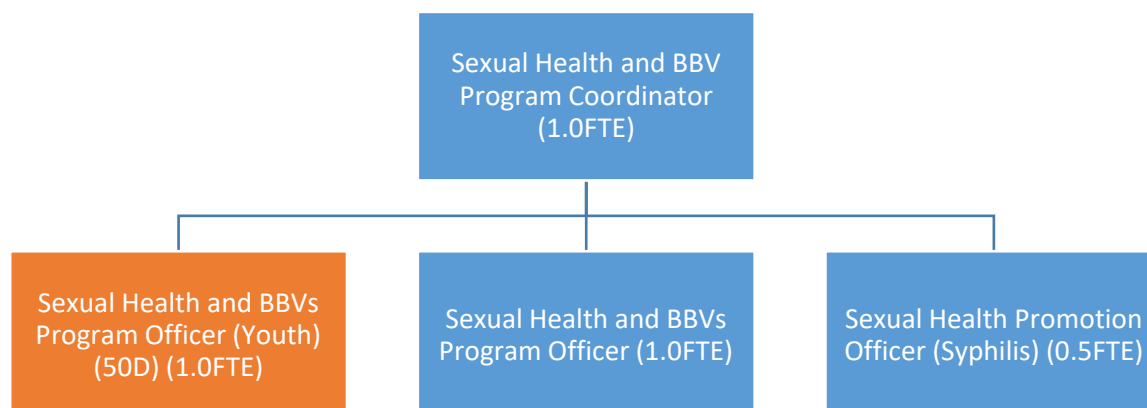 Sexual Health and BBV
Program Coordinator
(1.0FTE)
Sexual Health and BBVs
Program Officer (Youth)
(50D) (1.0FTE)
Sexual Health and BBVs
Program Officer (1.0FTE)
Sexual Health Promotion
Officer (Syphilis) (0.5FTE)